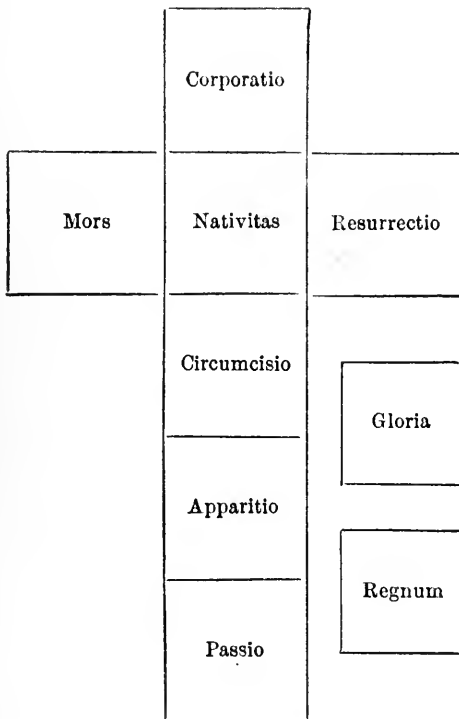 Corporatio
Mors Nativitas Resurrectio
Circumcisio
Gloria
Apparitio
Regnum
Passio